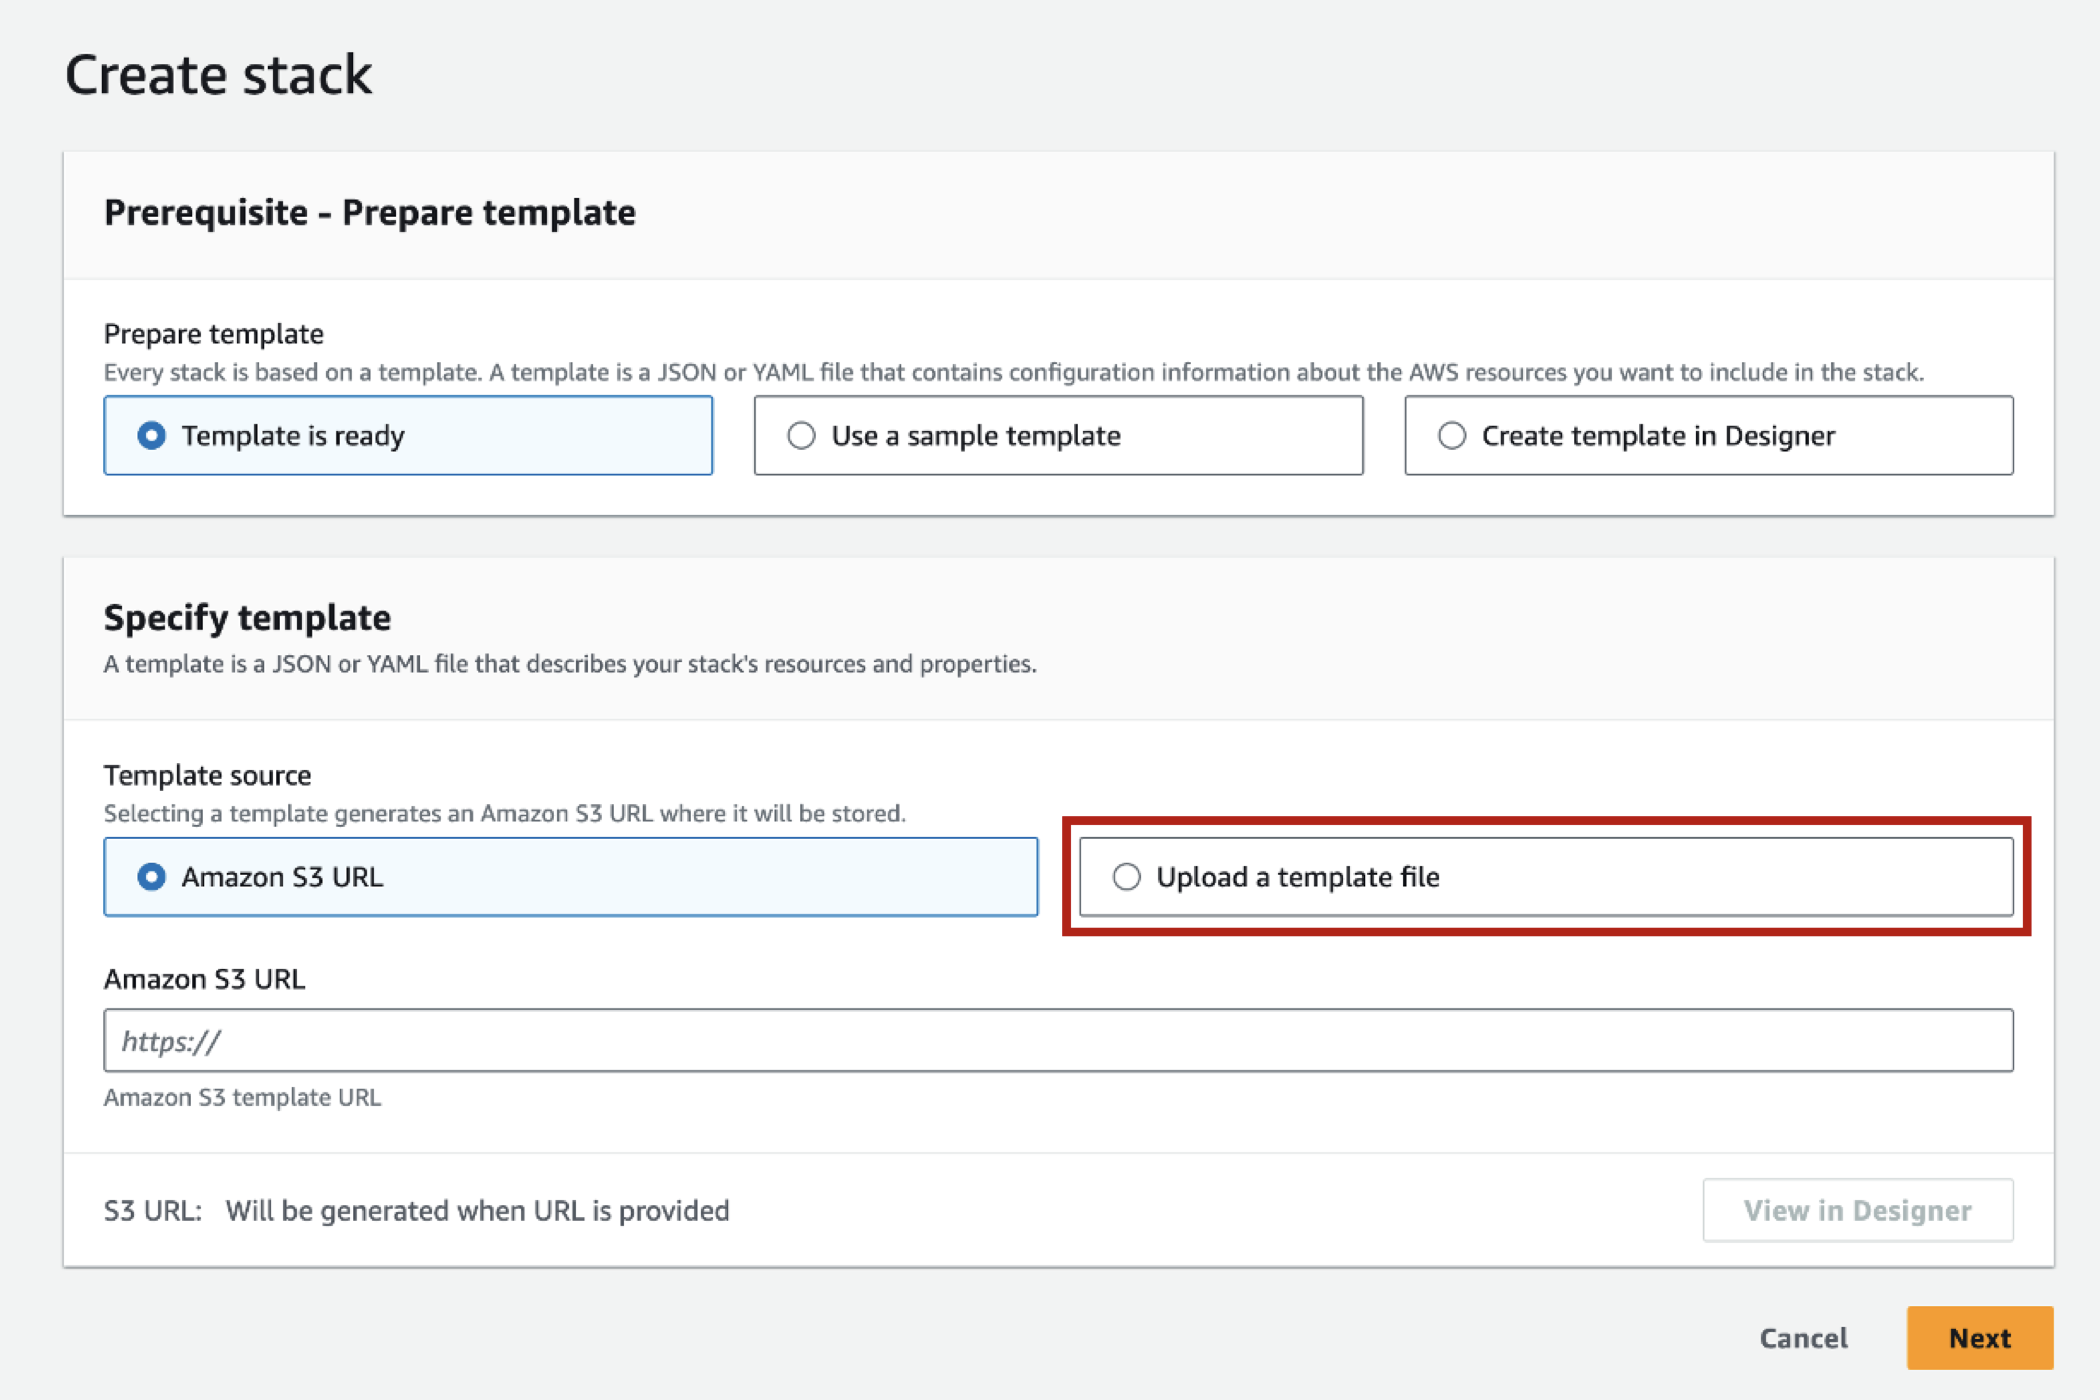 Create stack
Prerequisite - Prepare template
Prepare template
Every stack is based on a template. A template is a JSON or YAML file that contains configuration information about the AWS resources you want to include in the stack.
Template is ready
Use a sample template
Create template in Designer
Specify template
A template is a JSON or YAML file that describes your stack's resources and properties.
Template source
Selecting a template generates an Amazon S3 URL where it will be stored.
Amazon S3 URL
Upload a template file
Amazon S3 URL
https://
Amazon S3 template URL
S3 URL: Will be generated when URL is provided
View in Designer
Cancel
Next